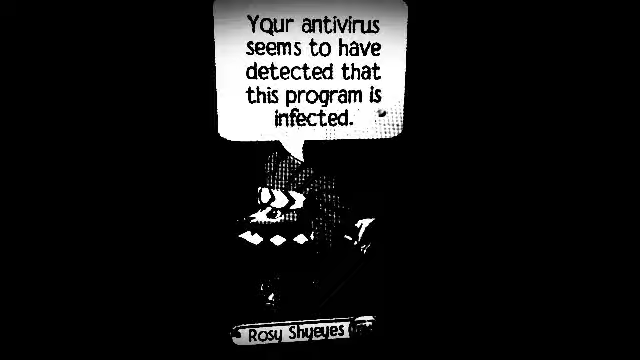 Your antivirus
seems to have
detected that
this program is
infected.
Rosy Shyeyes